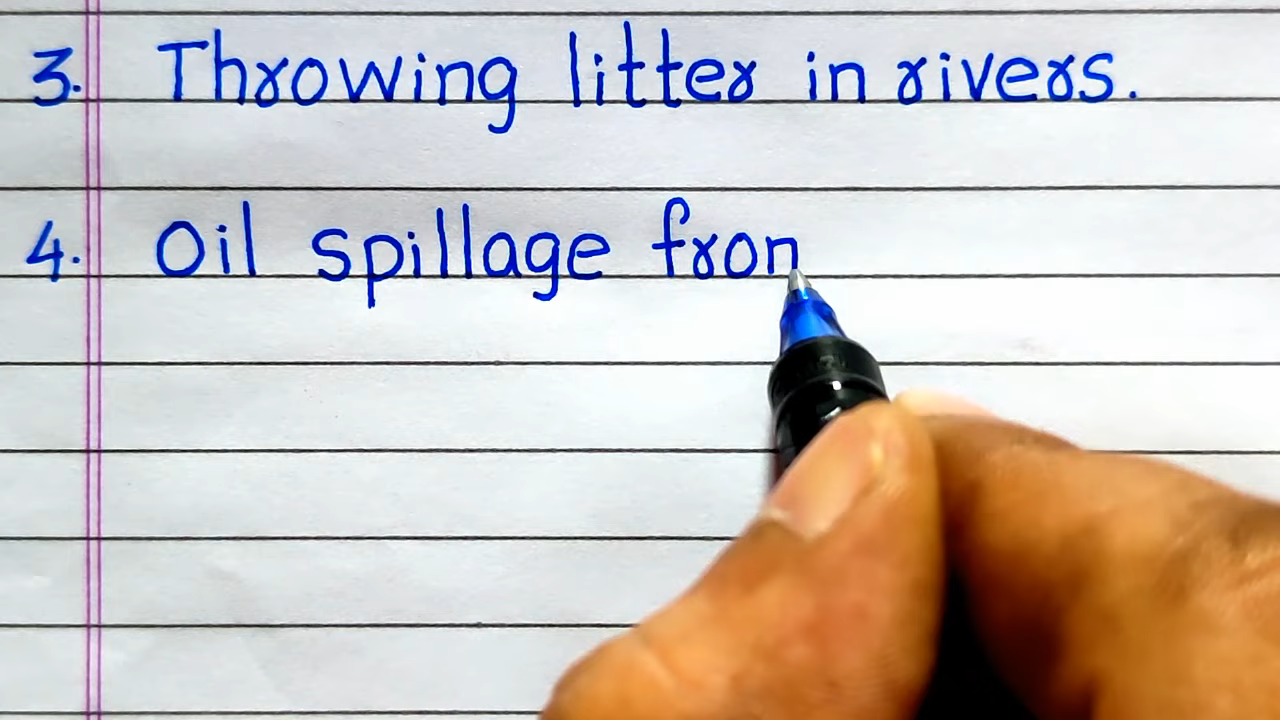 3. Throwing litter in rivers.
4. Oil spillage fron